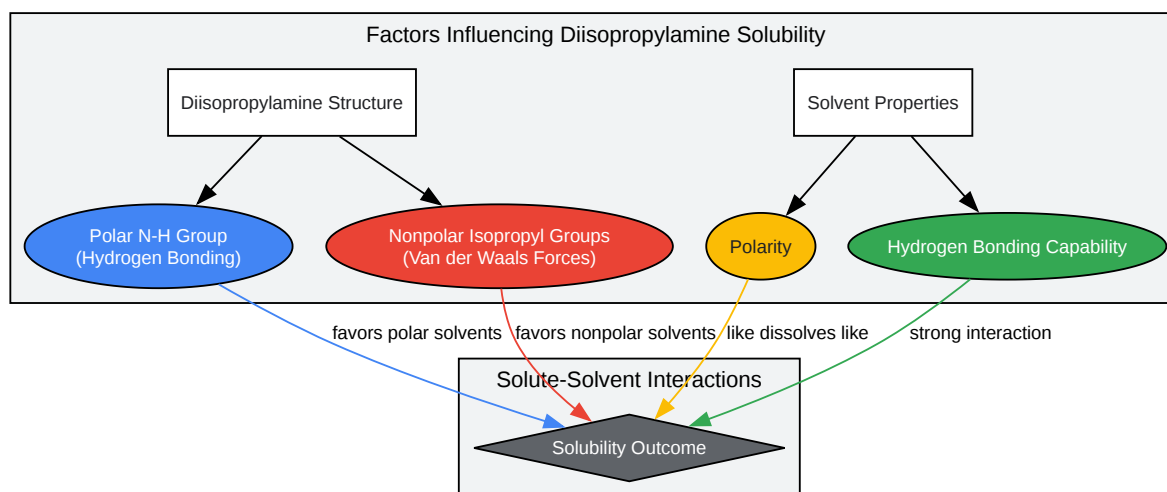 Factors Influencing Diisopropylamine Solubility
Diisopropylamine Structure
Solvent Properties
Polar N-H Group
(Hydrogen Bonding)
Nonpolar Isopropyl Groups
(Van der Waals Forces)
Polarity
Hydrogen Bonding Capability
favors polar solvents
favors nonpolar solvents
like dissolves like
strong interaction
Solute-Solvent Interactions
Solubility Outcome